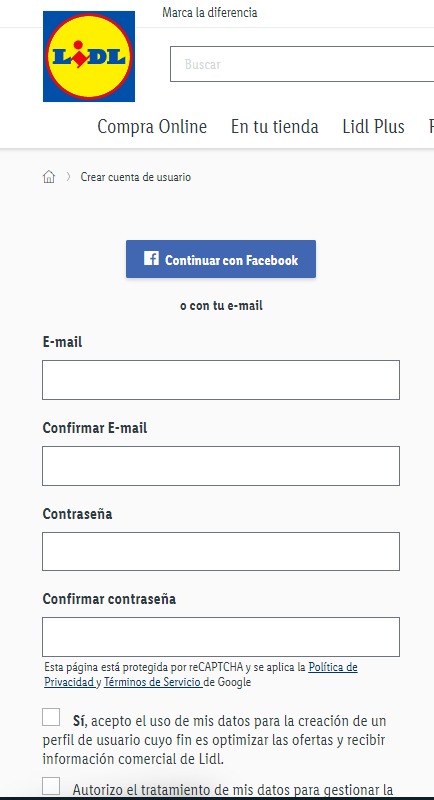 Marca la diferencia
LIDL
Buscar
Compra Online En tu tienda Lidl Plus
Crear cuenta de usuario
Continuar con Facebook
o con tu e-mail
E-mail
Confirmar E-mail
Contraseña
Confirmar contraseña
Esta página está protegida por reCAPTCHA y se aplica la Política de
Privacidad y Términos de Servicio de Google
Sí, acepto el uso de mis datos para la creación de un
perfil de usuario cuyo fin es optimizar las ofertas y recibir
información comercial de Lidl.
Autorizo el tratamiento de mis datos para gestionar la